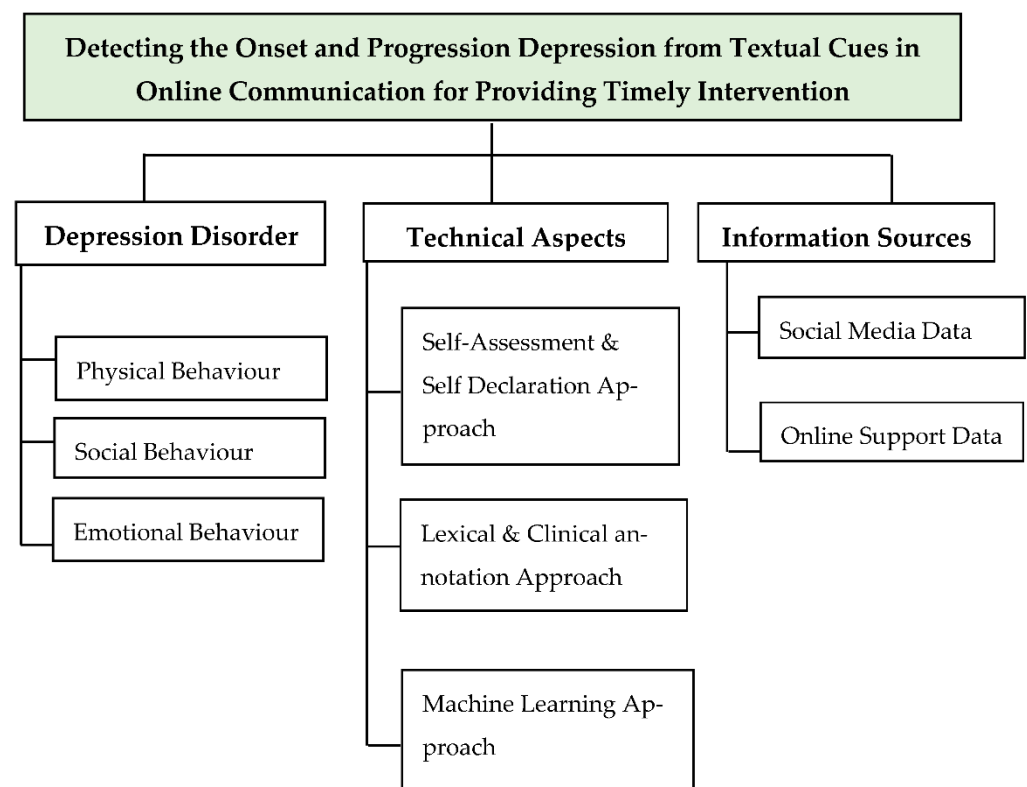 Detecting the Onset and Progression Depression from Textual Cues in
Online Communication for Providing Timely Intervention
Depression Disorder
Physical Behaviour
Social Behaviour
Emotional Behaviour
Technical Aspects
Self-Assessment &
Self Declaration Ap-
proach
Lexical & Clinical an-
notation Approach
Machine Learning Ap-
proach
Information Sources
Social Media Data
Online Support Data